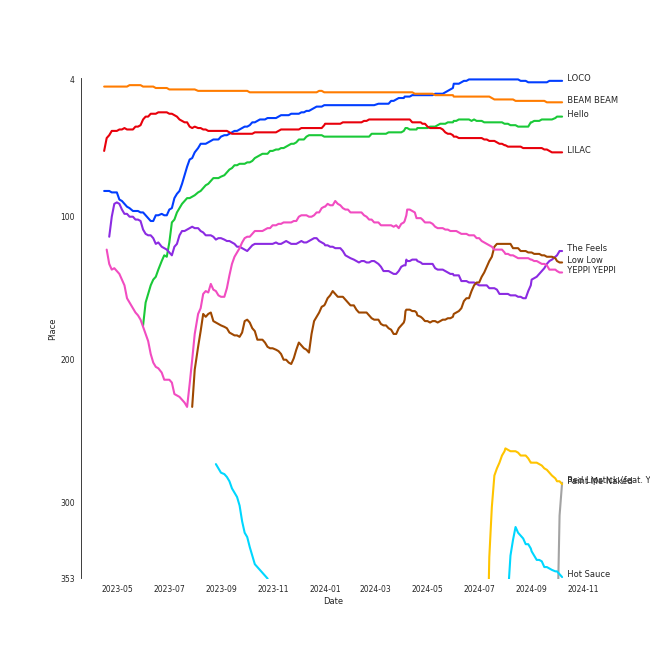 4
100
200
300
353
Place
LOCO
BEAM BEAM
Hello
LILAC
The Feels
Low Low
YEPPI YEPPI
Hot Sauce
2023-05
2023-07
2023-09
2023-11
2024-01
2024-03
2024-05
2024-07
2024-09
2024-11
Date